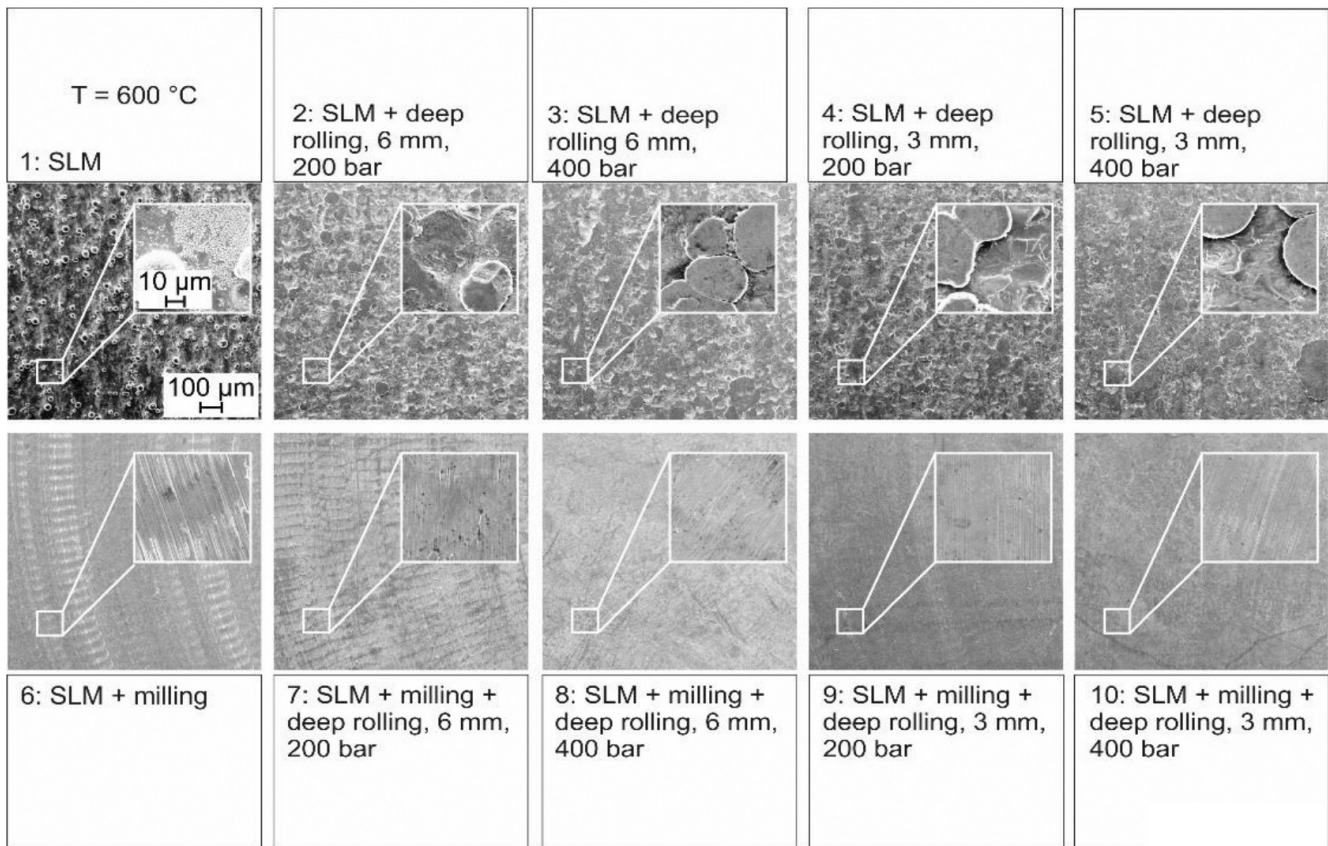 T = 600 °C
1: SLM
2: SLM + deep
rolling, 6 mm,
200 bar
3: SLM + deep
rolling 6 mm,
400 bar
4: SLM + deep
rolling, 3 mm,
200 bar
5: SLM + deep
rolling, 3 mm,
400 bar
10 µm
100 µm
6: SLM + milling
7: SLM + milling +
deep rolling, 6 mm,
200 bar
8: SLM + milling +
deep rolling, 6 mm,
400 bar
9: SLM + milling +
deep rolling, 3 mm,
200 bar
10: SLM + milling +
deep rolling, 3 mm,
400 bar